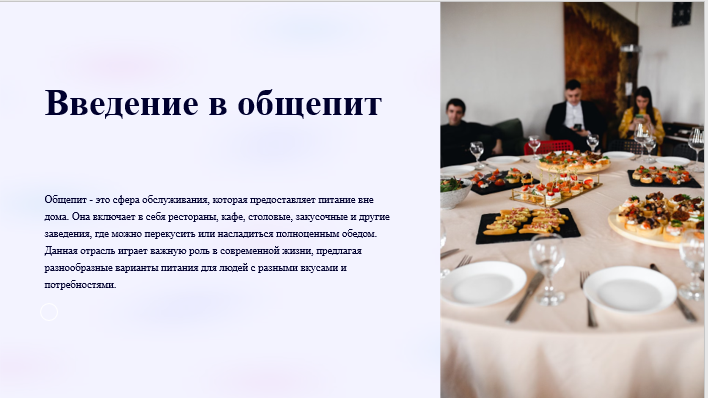 Введение в общепит
Общепит - это сфера обслуживания, которая предоставляет питание вне
дома. Она включает в себя рестораны, кафе, столовые, закусочные и другие
заведения, где можно перекусить или насладиться полноценным обедом.
Данная отрасль играет важную роль в современной жизни, предлагая
разнообразные варианты питания для людей с разными вкусами и
потребностями.